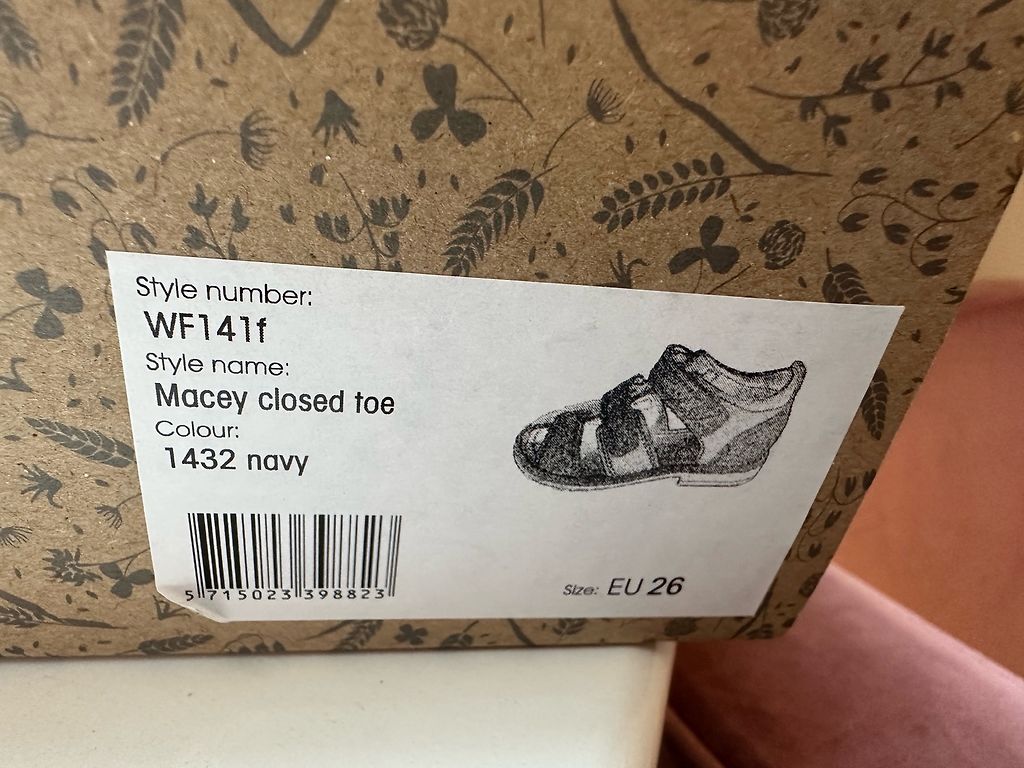 Style number:
WF141f
Style name:
Macey closed toe
Colour:
1432 navy
5 715023 398823
Size: EU 26